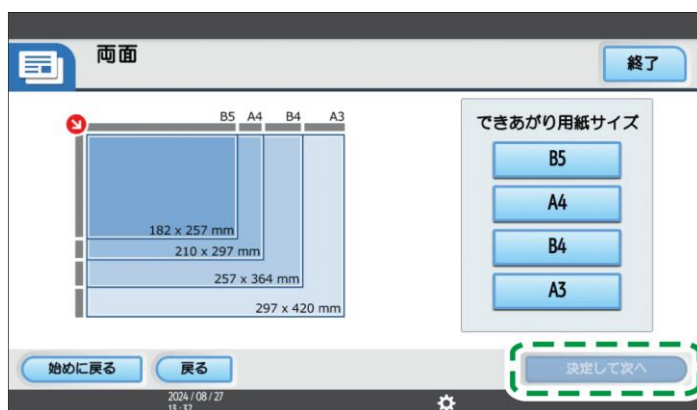 両面
終了
B5 A4 B4 A3
182 x 257 mm
210 x 297 mm
257 x 364 mm
297 x 420 mm
できあがり用紙サイズ
B5
A4
B4
A3
始めに戻る
戻る
決定して次へ
2024/08/27
13:37